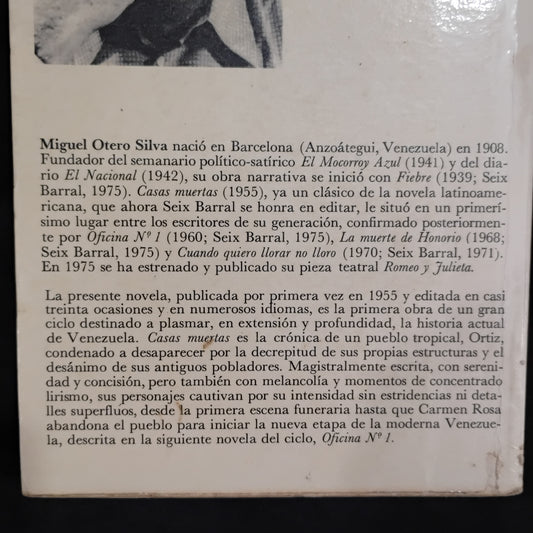 Miguel Otero Silva nació en Barcelona (Anzoátegui, Venezuela) en 1908.
Fundador del semanario político-satírico El Mocorroy Azul (1941) y del dia-
rio El Nacional (1942), su obra narrativa se inició con Fiebre (1939; Seix
Barral, 1975). Casas muertas (1955), ya un clásico de la novela latinoame-
ricana, que ahora Seix Barral se honra en editar, le situó en un primerí-
simo lugar entre los escritores de su generación, confirmado posteriormen-
te por Oficina Nº 1 (1960; Seix Barral, 1975), La muerte de Honorio (1968;
Seix Barral, 1975) y Cuando quiero llorar no lloro (1970; Seix Barral, 1971).
En 1975 se ha estrenado y publicado su pieza teatral Romeo y Julieta.
La presente novela, publicada por primera vez en 1955 y editada en casi
treinta ocasiones y en numerosos idiomas, es la primera obra de un gran
ciclo destinado a plasmar, en extensión y profundidad, la historia actual
de Venezuela. Casas muertas es la crónica de un pueblo tropical, Ortiz,
condenado a desaparecer por la decrepitud de sus propias estructuras y el
desánimo de sus antiguos pobladores. Magistralmente escrita, con sereni-
dad y concisión, pero también con melancolía y momentos de concentrado
lirismo, sus personajes cautivan por su intensidad sin estridencias ni deta-
lles superfluos, desde la primera escena funeraria hasta que Carmen Rosa
abandona el pueblo para iniciar la nueva etapa de la moderna Venezue-
la, descrita en la siguiente novela del ciclo, Oficina Nº 1.